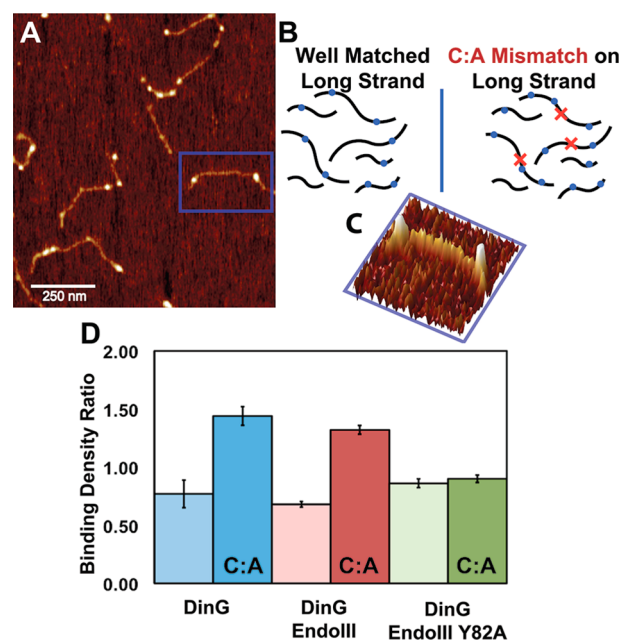 A
250 nm
B
Well Matched
Long Strand
C:A Mismatch on
Long Strand
C
D
Binding Density Ratio
2.00
1.50
1.00
0.50
0.00
C:A
C:A
C:A
DinG
DinG
EndoIII
DinG
EndoIII Y82A